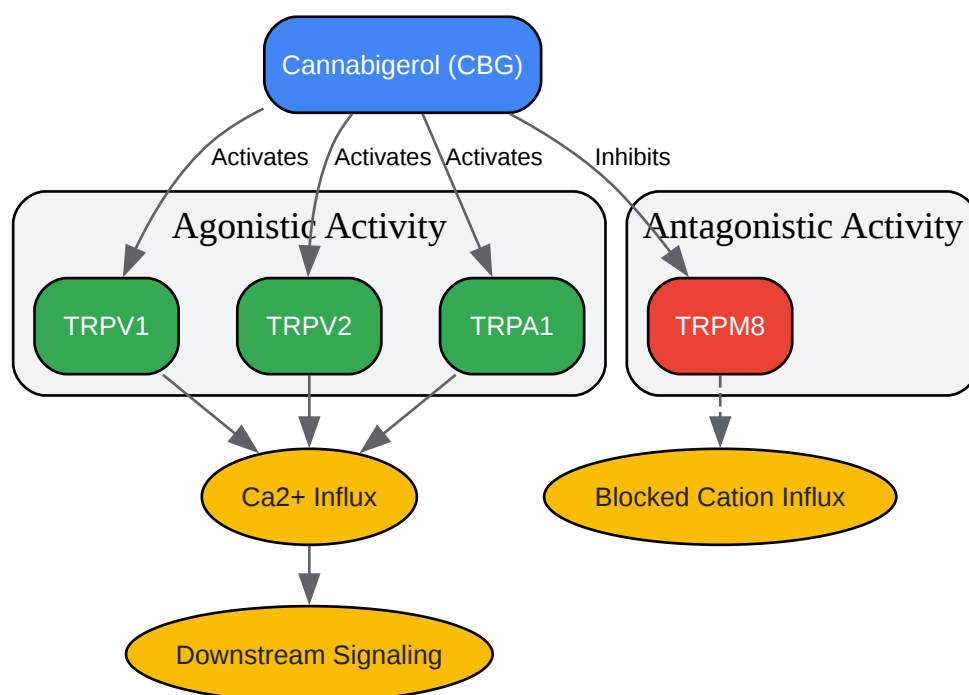 Cannabigerol (CBG)
Activates
Activates
Activates
Inhibits
Agonistic Activity
Antagonistic Activity
TRPV1
TRPV2
TRPA1
TRPM8
Ca2+ Influx
Blocked Cation Influx
Downstream Signaling